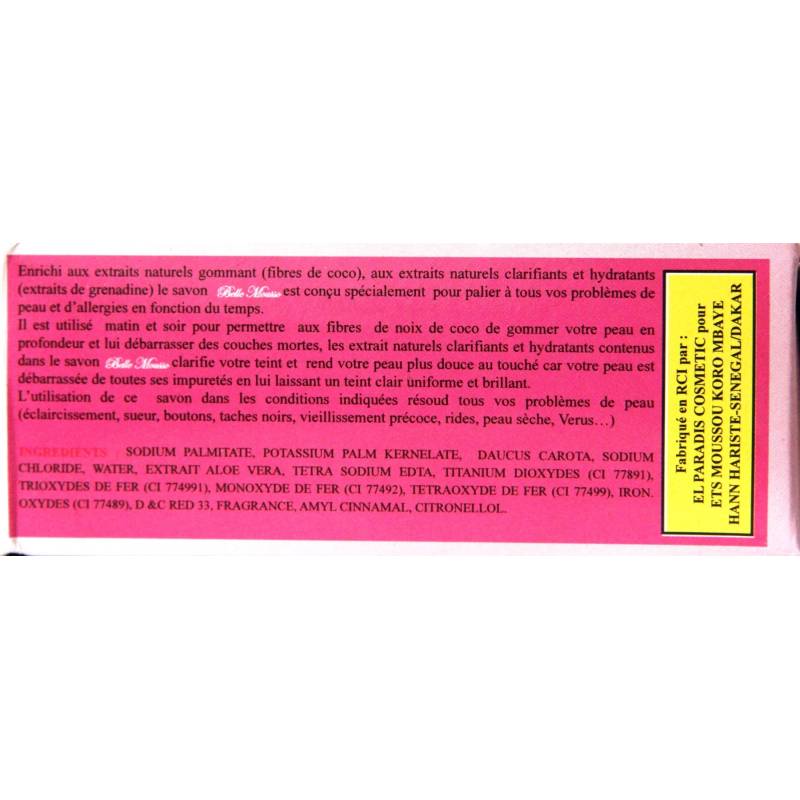 Enrichi aux extraits naturels gommant (fibres de coco), aux extraits naturels clarifiants et hydratants
(extraits de grenadine) le savon Belle Mousse est conçu spécialement pour palier à tous vos problèmes de
peau et d'allergies en fonction du temps.
Il est utilisé matin et soir pour permettre aux fibres de noix de coco de gommer votre peau en
profondeur et lui débarrasser des couches mortes, les extrait naturels clarifiants et hydratants contenus
dans le savon Belle Mousse clarifie votre teint et rend votre peau plus douce au touché car votre peau est
débarrassée de toutes ses impuretés en lui laissant un teint clair uniforme et brillant.
L'utilisation de ce savon dans les conditions indiquées résoud tous vos problèmes de peau
(éclaircissement, sueur, boutons, taches noirs, vieillissement précoce, rides, peau sèche, Verus…)
INGREDIENTS : SODIUM PALMITATE, POTASSIUM PALM KERNELATE, DAUCUS CAROTA, SODIUM
CHLORIDE, WATER, EXTRAIT ALOE VERA, TETRA SODIUM EDTA, TITANIUM DIOXYDES (CI 77891),
TRIOXYDES DE FER (CI 774991), MONOXYDE DE FER (CI 77492), TETRAOXYDE DE FER (CI 77499), IRON.
OXYDES (CI 77489), D &C RED 33, FRAGRANCE, AMYL CINNAMAL, CITRONELLOL.
Fabriqué en RCI par :
EL PARADIS COSMETIC pour
ETS MOUSSOU KORO MBAYE
HANN HARISTE-SENEGAL/DAKAR